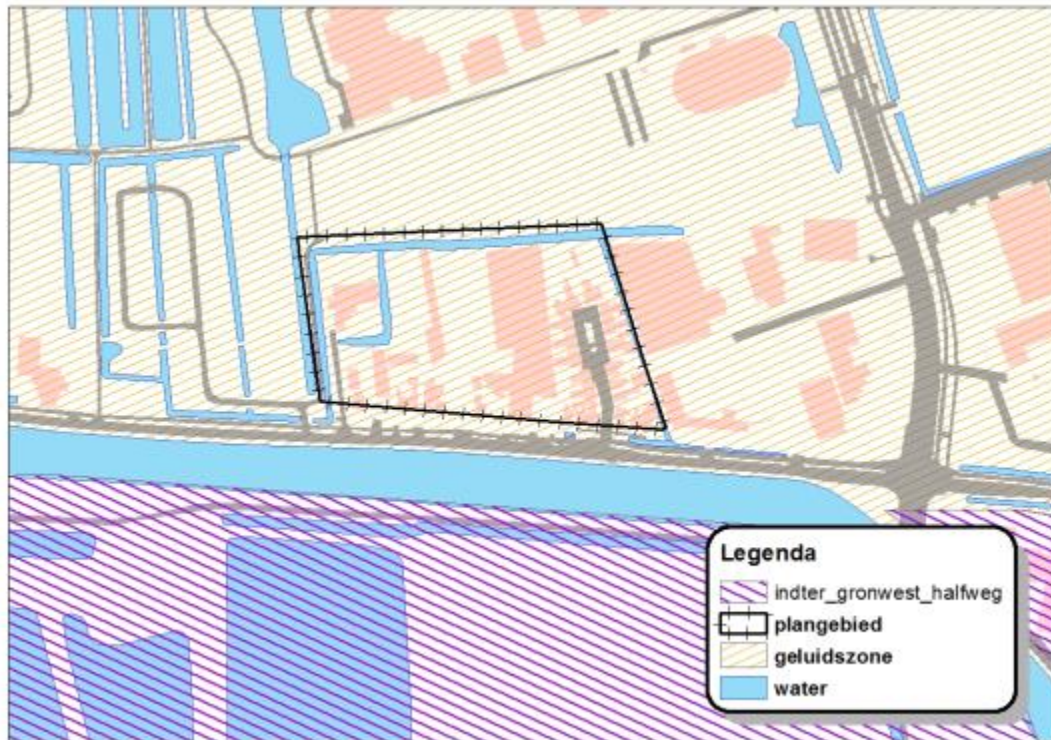 Legenda
indter_gronwest_halfweg
plangebied
geluidszone
water